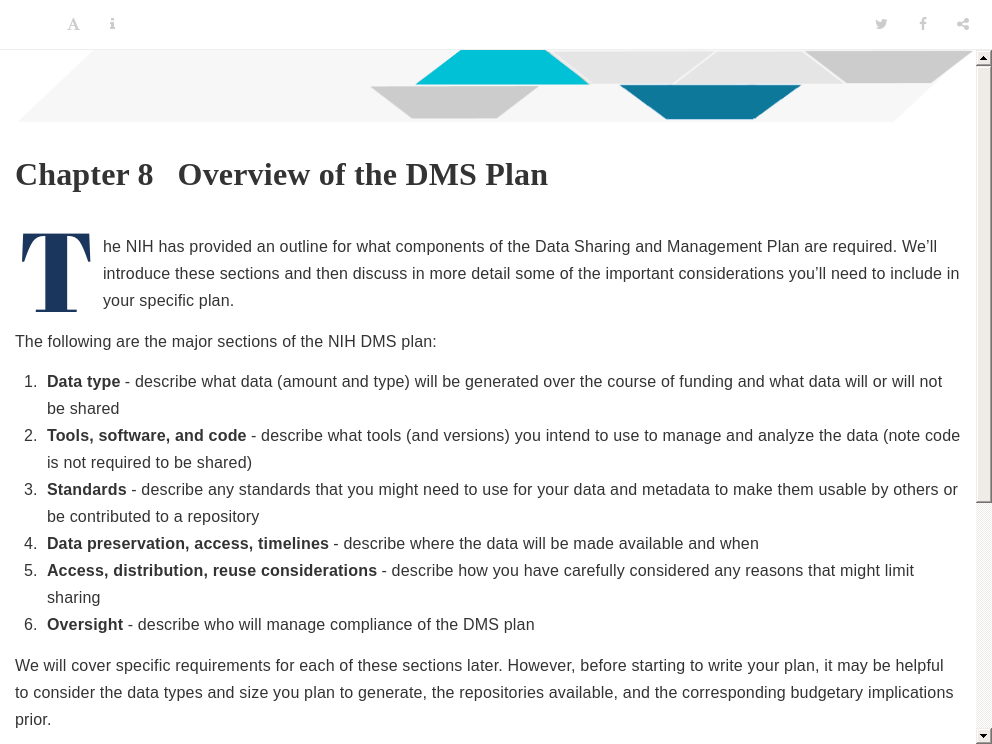 Chapter 8 Overview of the DMS Plan
The NIH has provided an outline for what components of the Data Sharing and Management Plan are required. We’ll
introduce these sections and then discuss in more detail some of the important considerations you’ll need to include in
your specific plan.
The following are the major sections of the NIH DMS plan:
1. Data type - describe what data (amount and type) will be generated over the course of funding and what data will or will not
be shared
2. Tools, software, and code - describe what tools (and versions) you intend to use to manage and analyze the data (note code
is not required to be shared)
3. Standards - describe any standards that you might need to use for your data and metadata to make them usable by others or
be contributed to a repository
4. Data preservation, access, timelines - describe where the data will be made available and when
5. Access, distribution, reuse considerations - describe how you have carefully considered any reasons that might limit
sharing
6. Oversight - describe who will manage compliance of the DMS plan
We will cover specific requirements for each of these sections later. However, before starting to write your plan, it may be helpful
to consider the data types and size you plan to generate, the repositories available, and the corresponding budgetary implications
prior.